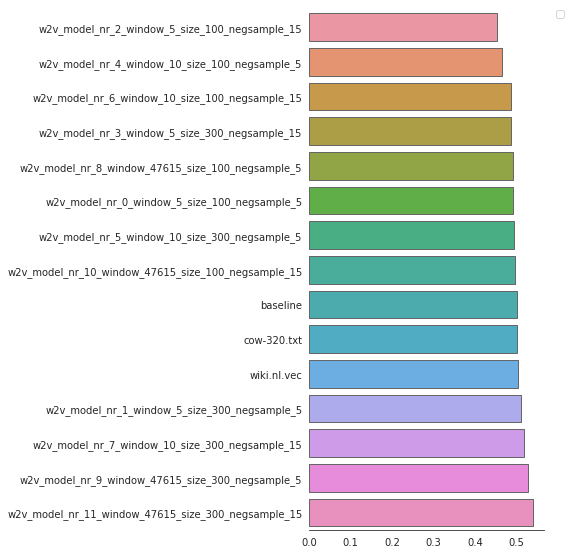 w2v_model_nr_2_window_5_size_100_negsample_15
w2v_model_nr_4_window_10_size_100_negsample_5
w2v_model_nr_6_window_10_size_100_negsample_15
w2v_model_nr_3_window_5_size_300_negsample_15
w2v_model_nr_8_window_47615_size_100_negsample_5
w2v_model_nr_0_window_5_size_100_negsample_5
w2v_model_nr_5_window_10_size_300_negsample_5
w2v_model_nr_10_window_47615_size_100_negsample_15
baseline
cow-320.txt
wiki.nl.vec
w2v_model_nr_1_window_5_size_300_negsample_5
w2v_model_nr_7_window_10_size_300_negsample_15
w2v_model_nr_9_window_47615_size_300_negsample_5
w2v_model_nr_11_window_47615_size_300_negsample_15
0.0 0.1 0.2 0.3 0.4 0.5